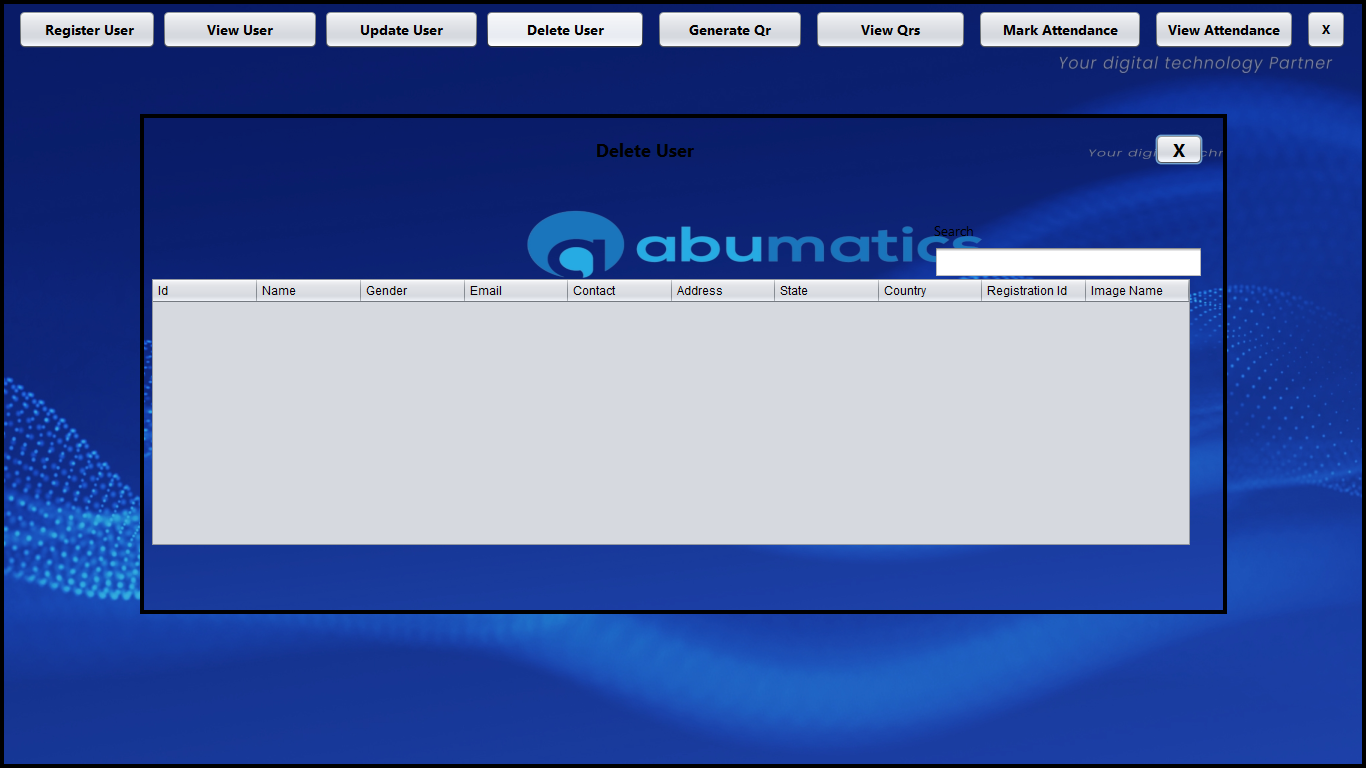 Register User View User Update User Delete User Generate Qr View Qrs Mark Attendance View Attendance X
Your digital technology Partner
Delete User
Your digi
chn
X
abumatics
Search
Id Name Gender Email Contact Address State Country Registration Id Image Name